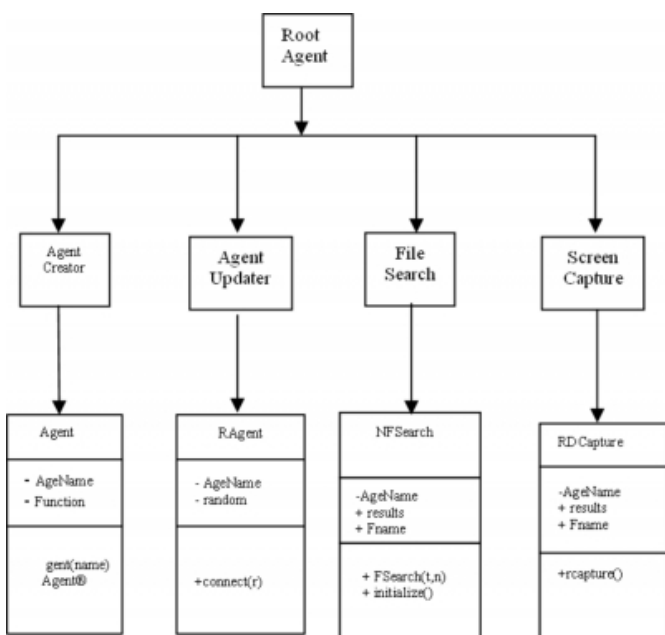 Root
Agent
Agent
Creator
Agent
Updater
File
Search
Screen
Capture
Agent
- AgeName
- Function
gent(name)
Agent®
RAgent
- AgeName
- random
+connect(r)
NFSearch
-AgeName
+ results
+ Fname
+ FSearch(t,n)
+ initialize()
RDCapture
-AgeName
+ results
+ Fname
+rcapture()